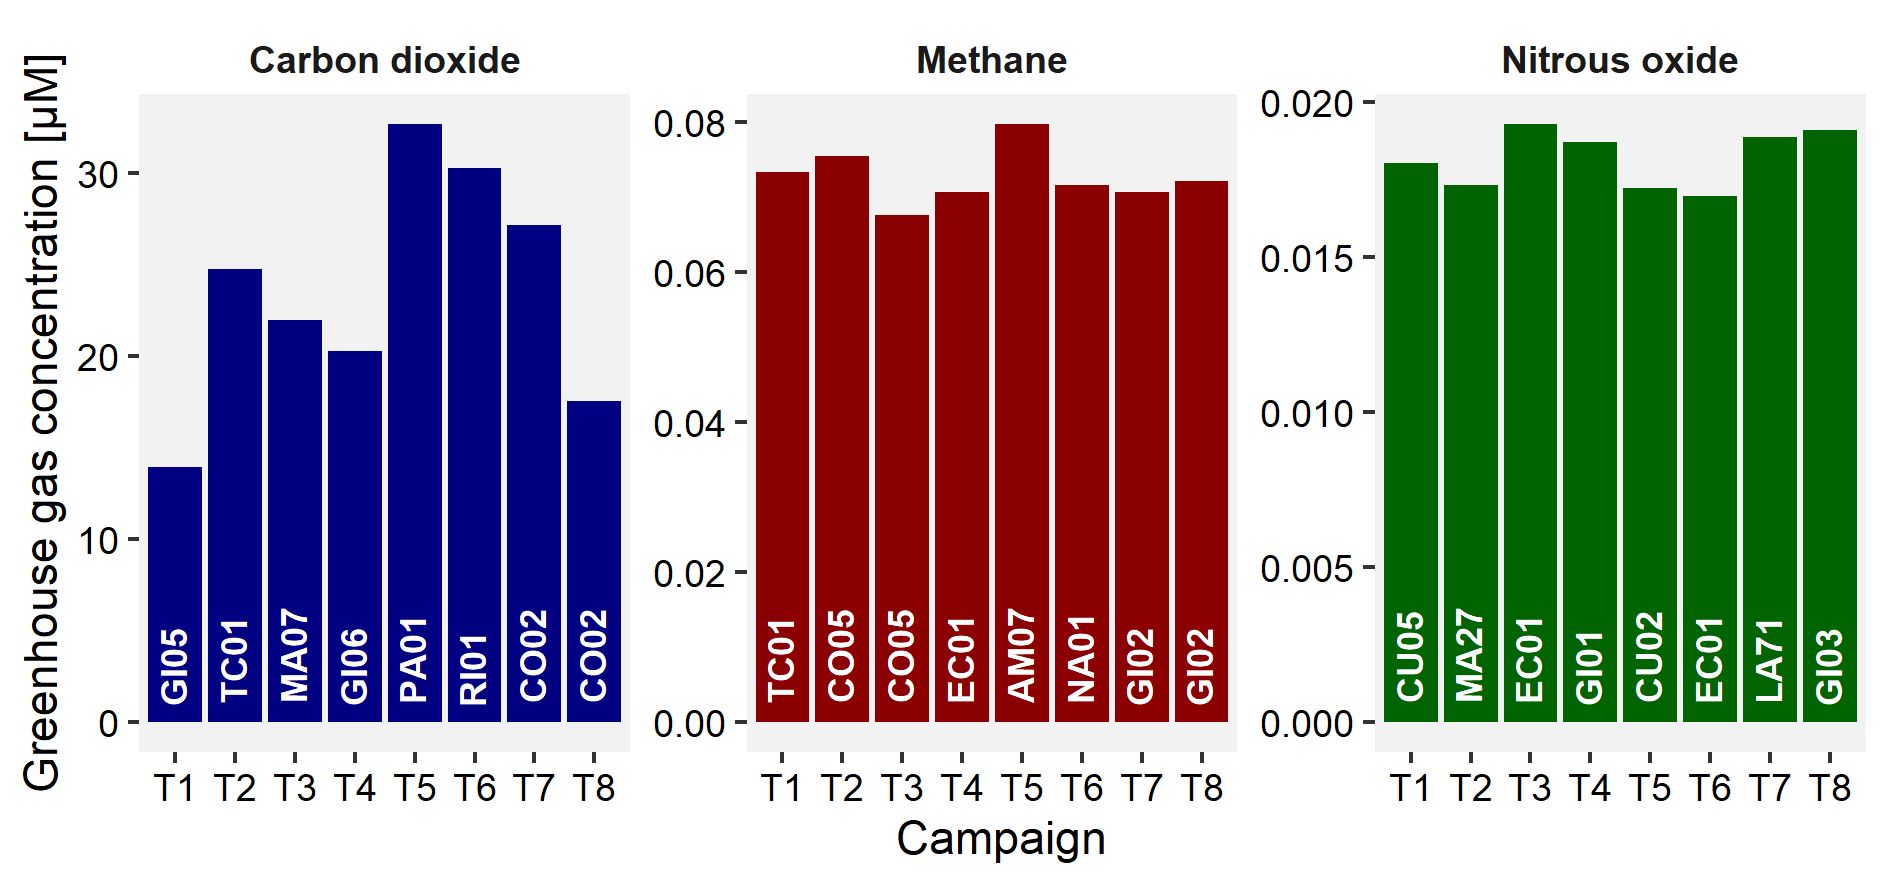 Carbon dioxide
Methane
Nitrous oxide
Greenhouse gas concentration [µM]
30
20
10
0
GI05
TC01
MA07
GI06
PA01
RI01
CO02
CO02
T1 T2 T3 T4 T5 T6 T7 T8
0.08
0.06
0.04
0.02
0.00
TC01
CO05
CO05
EC01
AM07
NA01
GI02
GI02
T1 T2 T3 T4 T5 T6 T7 T8
0.020
0.015
0.010
0.005
0.000
CU05
MA27
EC01
GI01
CU02
EC01
LA71
GI03
T1 T2 T3 T4 T5 T6 T7 T8
Campaign